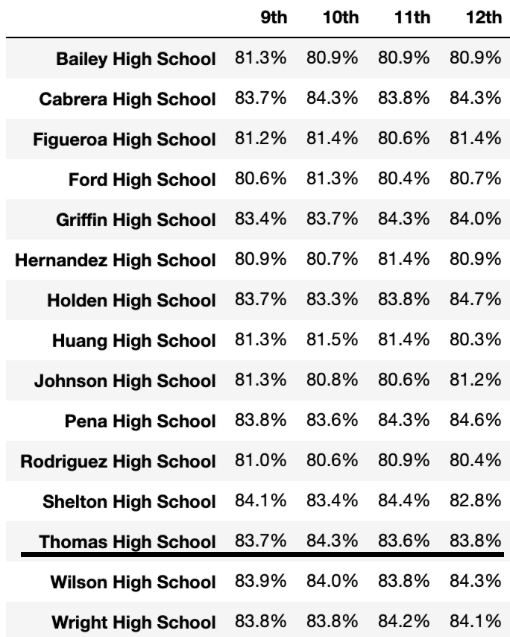 9th 10th 11th 12th
Bailey High School 81.3% 80.9% 80.9% 80.9%
Cabrera High School 83.7% 84.3% 83.8% 84.3%
Figueroa High School 81.2% 81.4% 80.6% 81.4%
Ford High School 80.6% 81.3% 80.4% 80.7%
Griffin High School 83.4% 83.7% 84.3% 84.0%
Hernandez High School 80.9% 80.7% 81.4% 80.9%
Holden High School 83.7% 83.3% 83.8% 84.7%
Huang High School 81.3% 81.5% 81.4% 80.3%
Johnson High School 81.3% 80.8% 80.6% 81.2%
Pena High School 83.8% 83.6% 84.3% 84.6%
Rodriguez High School 81.0% 80.6% 80.9% 80.4%
Shelton High School 84.1% 83.4% 84.4% 82.8%
Thomas High School 83.7% 84.3% 83.6% 83.8%
Wilson High School 83.9% 84.0% 83.8% 84.3%
Wright High School 83.8% 83.8% 84.2% 84.1%